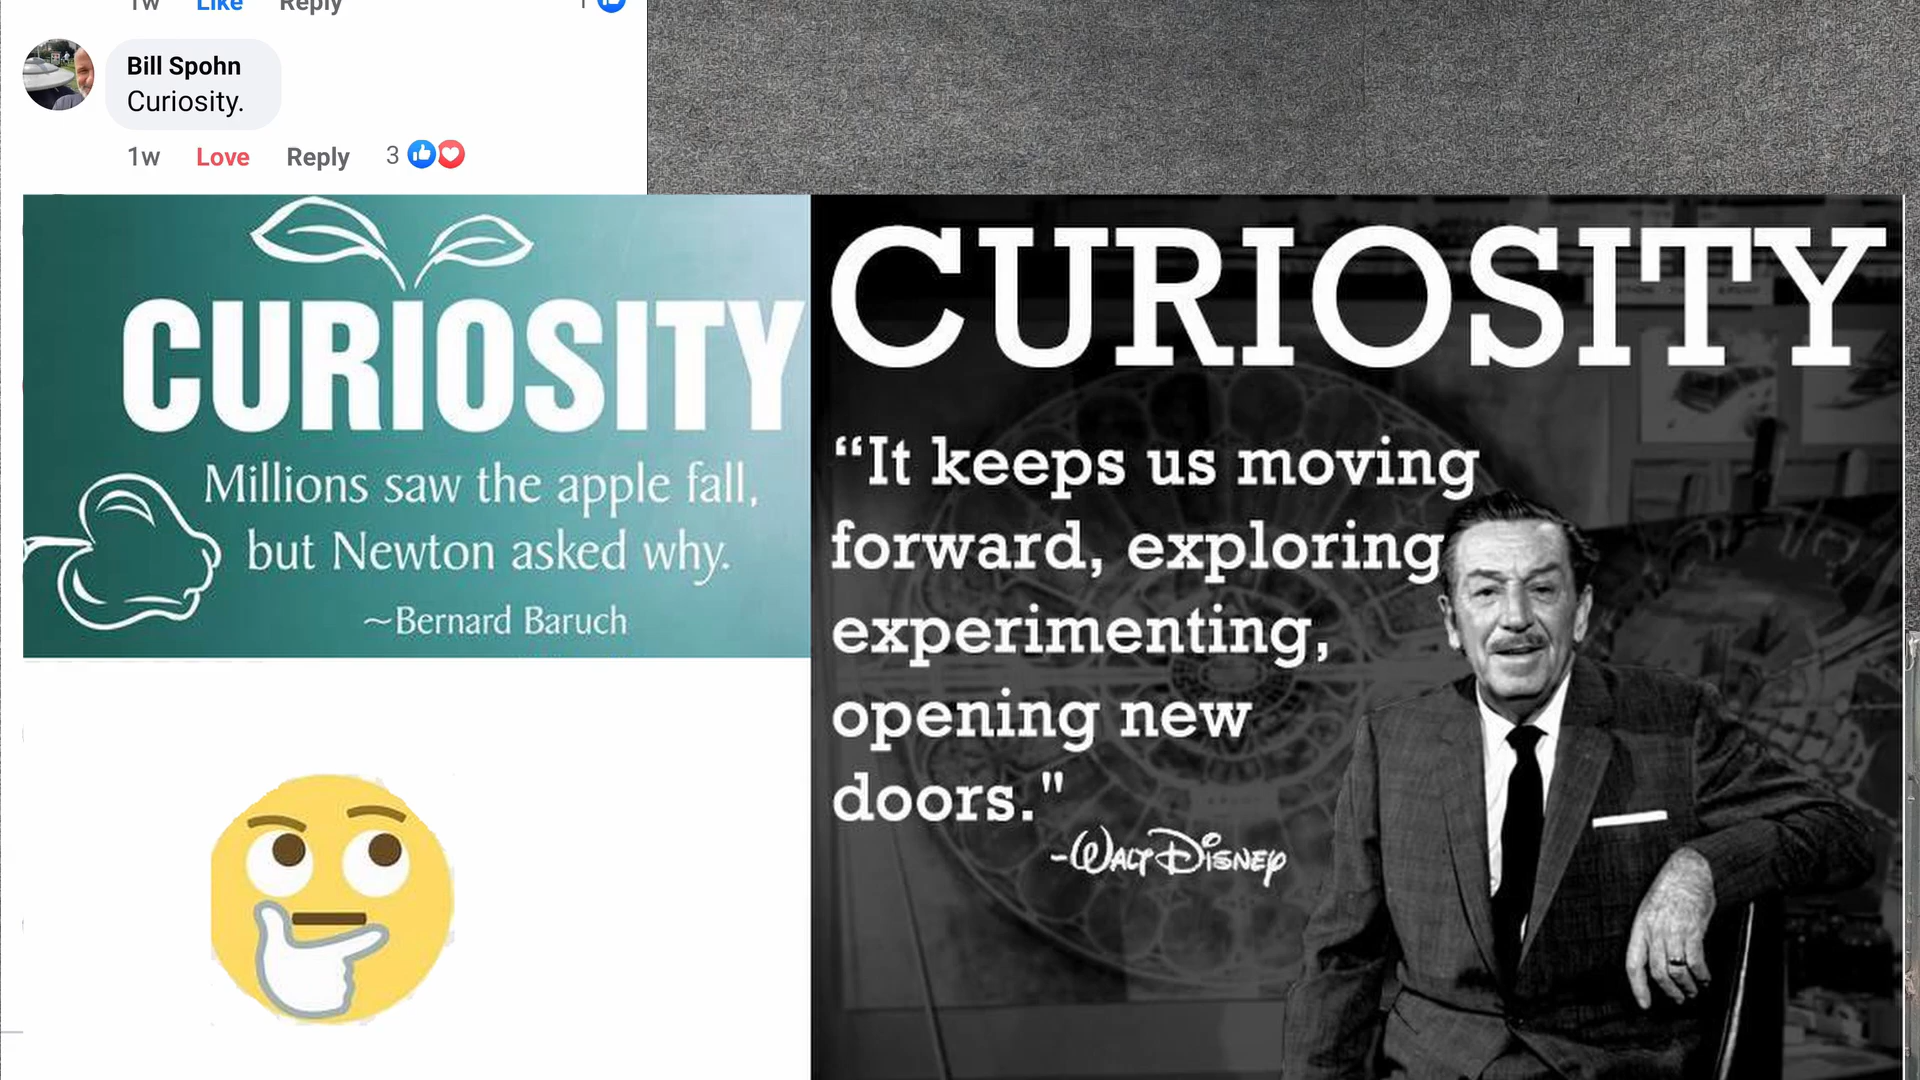 1w Like Reply 1
Bill Spohn
Curiosity.
1w Love Reply 3
CURIOSITY
Millions saw the apple fall,
but Newton asked why.
~Bernard Baruch
CURIOSITY
“It keeps us moving
forward, exploring
experimenting,
opening new
doors."
-WALT DISNEY